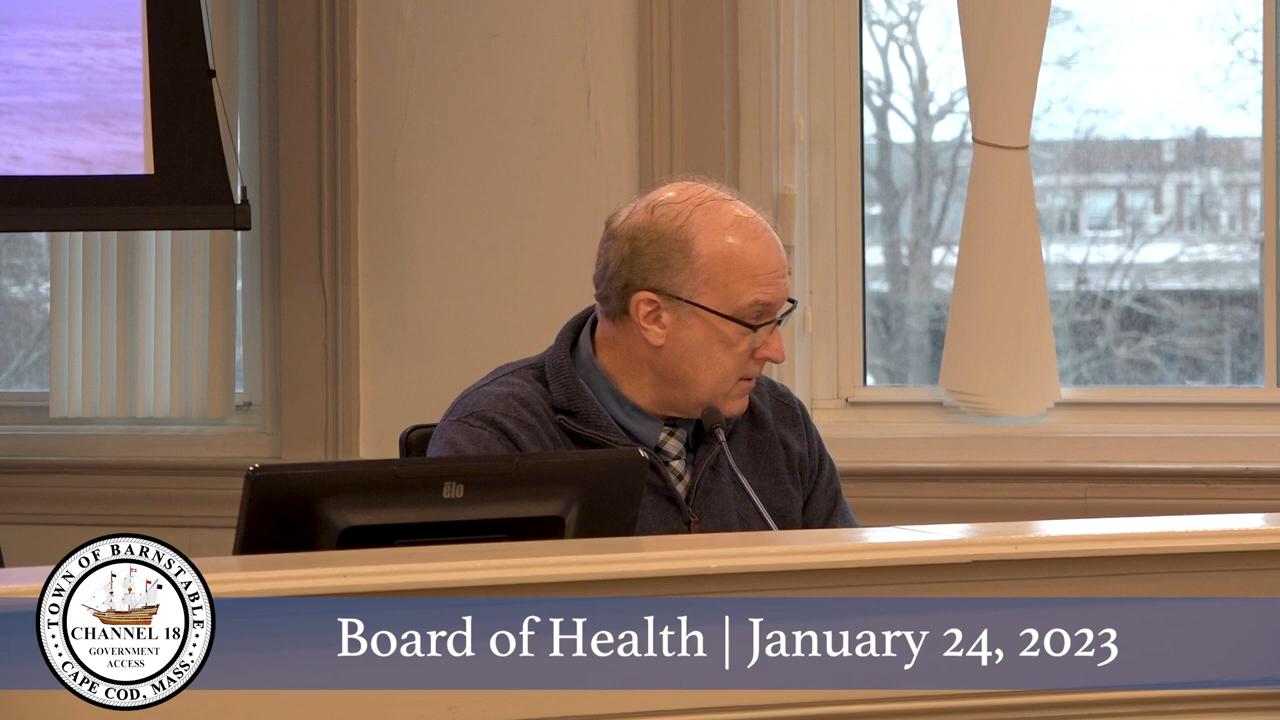 elo
TOWN OF BARNSTABLE
CHANNEL 18
GOVERNMENT
ACCESS
CAPE COD, MASS.
Board of Health | January 24, 2023